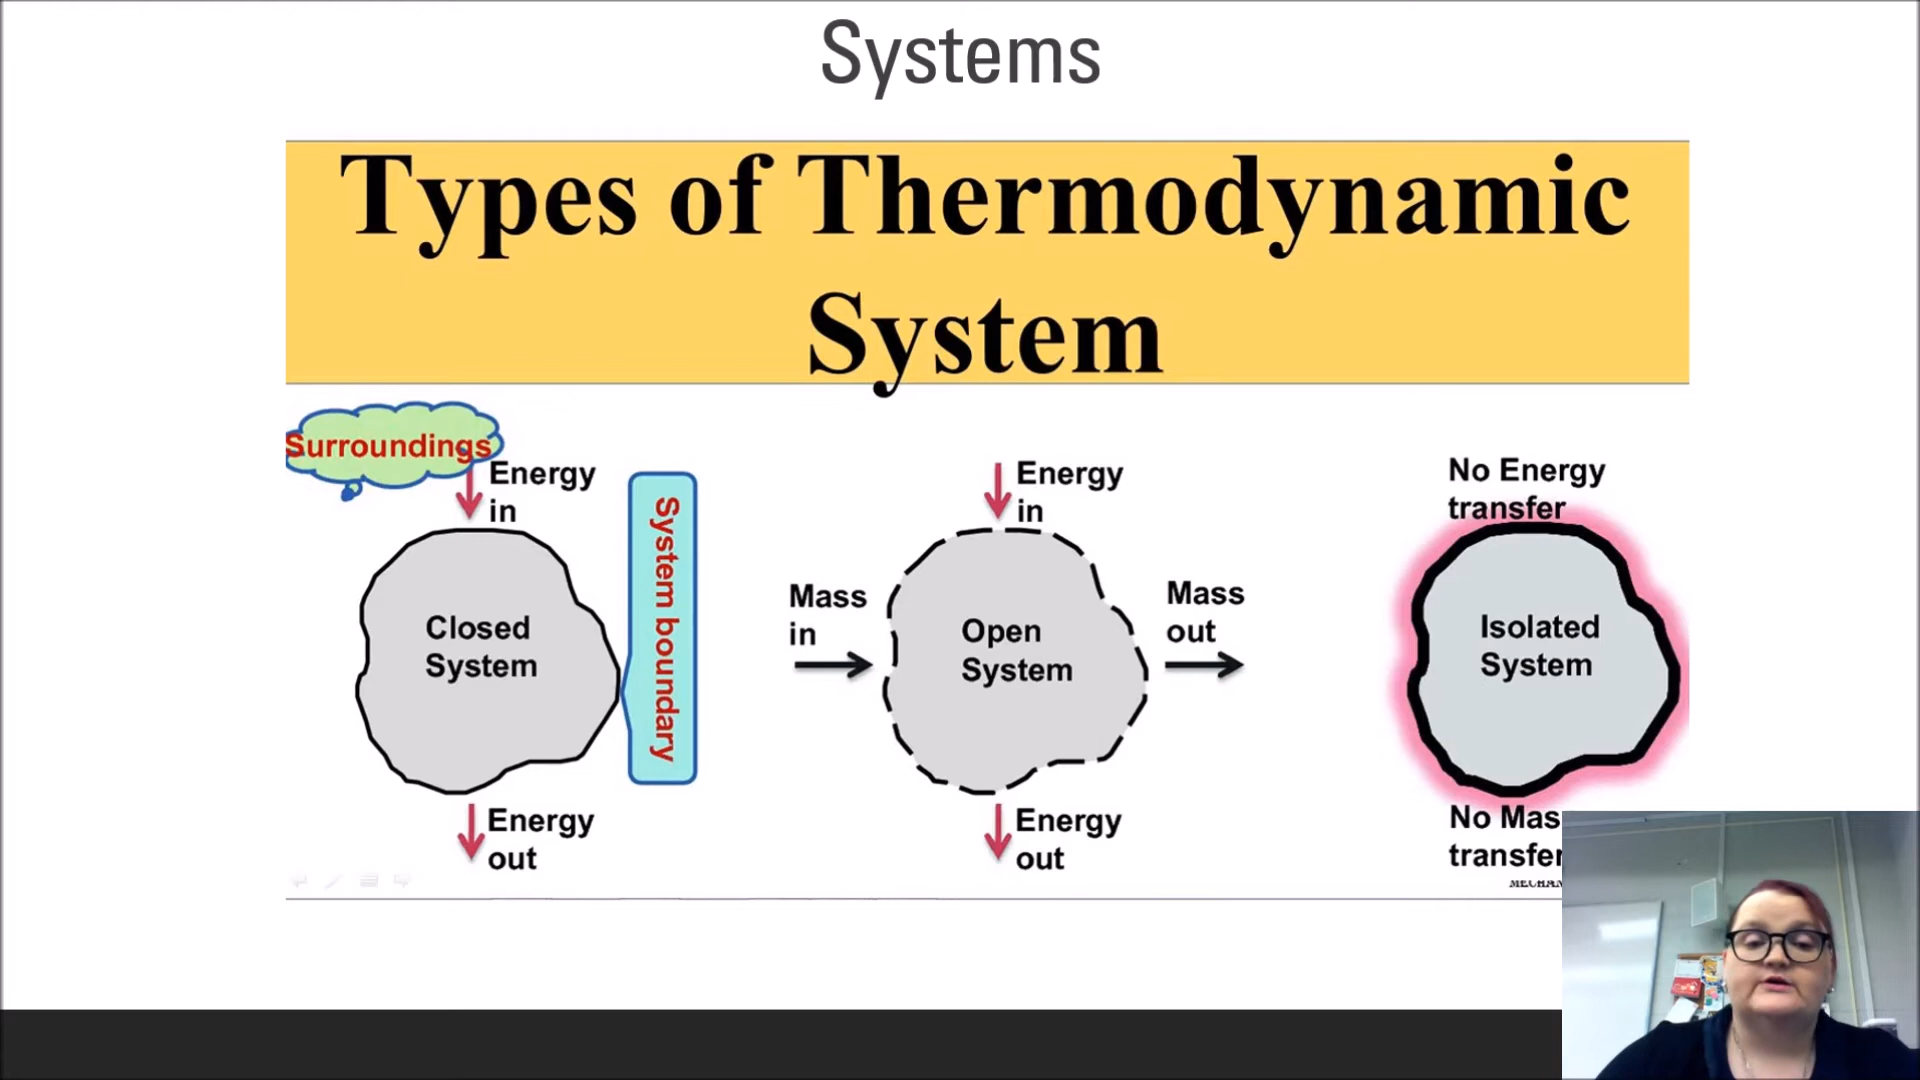 Systems
Types of Thermodynamic
System
Surroundings
Energy
in
System boundary
Closed
System
Energy
out
Energy
in
Mass
in
Open
System
Mass
out
Energy
out
No Energy
transfer
Isolated
System
No Mas
transfer